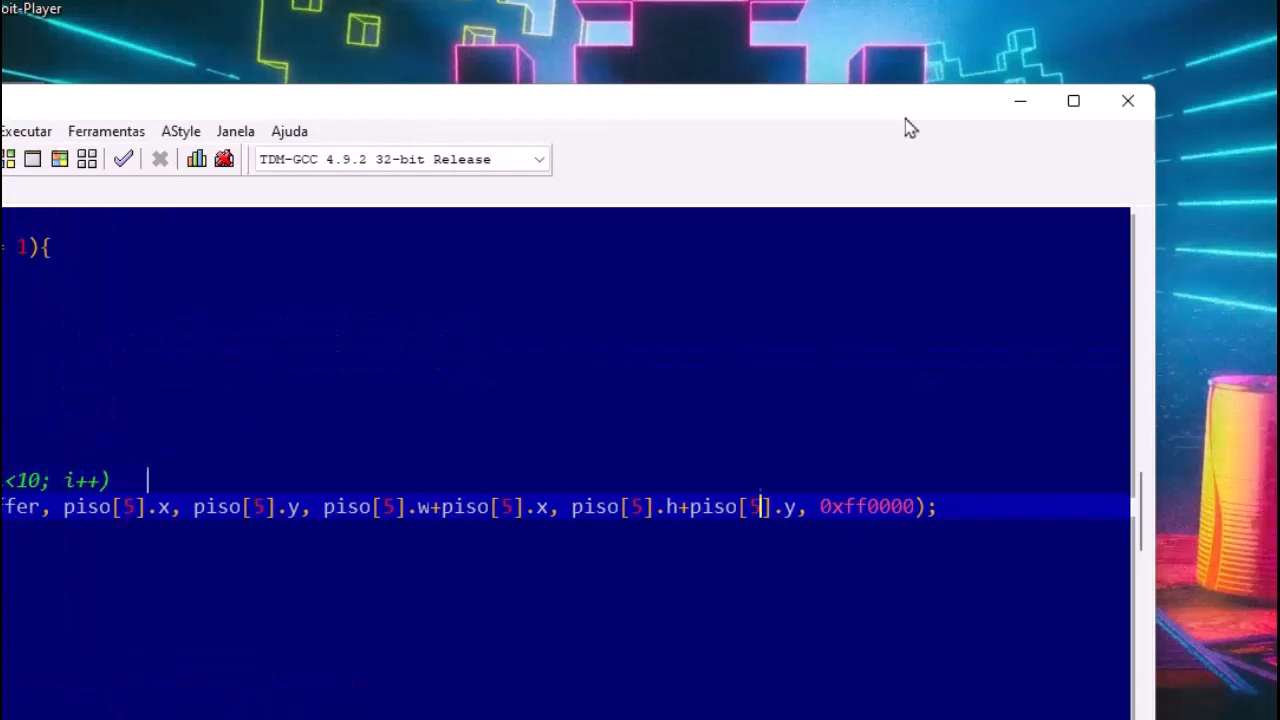 oit-Player
Executar Ferramentas AStyle Janela Ajuda
TDM-GCC 4.9.2 32-bit Release
= 1){
<10; i++)
ffer, piso[5].x, piso[5].y, piso[5].w+piso[5].x, piso[5].h+piso[5].y, 0xff0000);